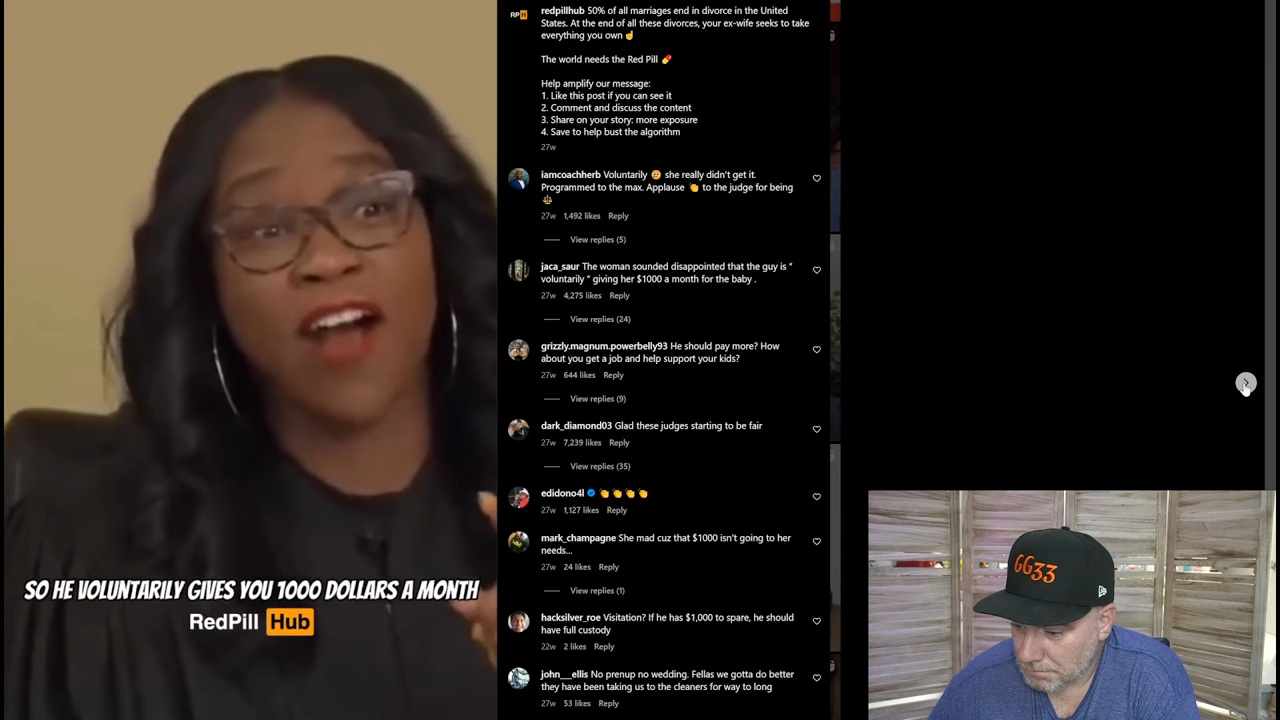 RPH
redpillhub 50% of all marriages end in divorce in the United
States. At the end of all these divorces, your ex-wife seeks to take
everything you own ☝
The world needs the Red Pill 💊
Help amplify our message:
1. Like this post if you can see it
2. Comment and discuss the content
3. Share on your story: more exposure
4. Save to help bust the algorithm
27w
iamcoachherb Voluntarily 🥴 she really didn't get it.
Programmed to the max. Applause 👏 to the judge for being
⚖️
27w 1,492 likes Reply
View replies (5)
jaca_saur The woman sounded disappointed that the guy is "
voluntarily " giving her $1000 a month for the baby .
27w 4,275 likes Reply
View replies (24)
grizzly.magnum.powerbelly93 He should pay more? How
about you get a job and help support your kids?
27w 644 likes Reply
View replies (9)
dark_diamond03 Glad these judges starting to be fair
27w 7,239 likes Reply
View replies (35)
edidono4l 👏👏👏👏
27w 1,127 likes Reply
mark_champagne She mad cuz that $1000 isn't going to her
needs...
27w 24 likes Reply
View replies (1)
hacksilver_roe Visitation? If he has $1,000 to spare, he should
have full custody
22w 2 likes Reply
john___ellis No prenup no wedding. Fellas we gotta do better
they have been taking us to the cleaners for way to long
27w 53 likes Reply
SO HE VOLUNTARILY GIVES YOU 1000 DOLLARS A MONTH
RedPill Hub
GG33